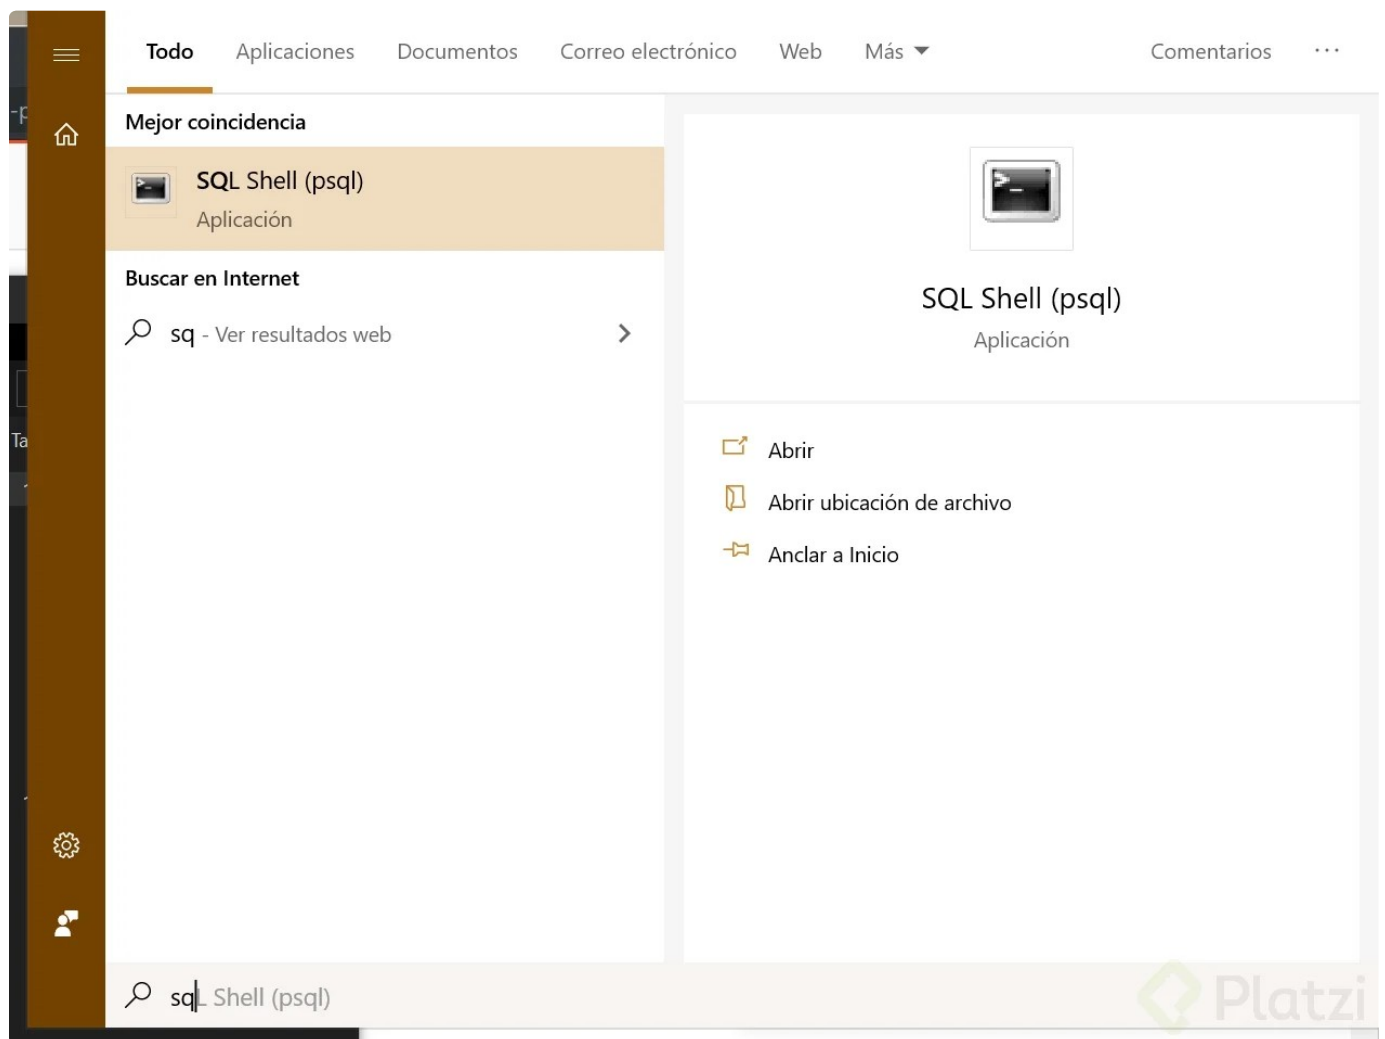 Todo Aplicaciones Documentos Correo electrónico Web Más Comentarios ...
Mejor coincidencia
SQL Shell (psql)
Aplicación
Buscar en Internet
sq - Ver resultados web
SQL Shell (psql)
Aplicación
Abrir
Abrir ubicación de archivo
Anclar a Inicio
sqL Shell (psql)
Platzi
-p
Ta